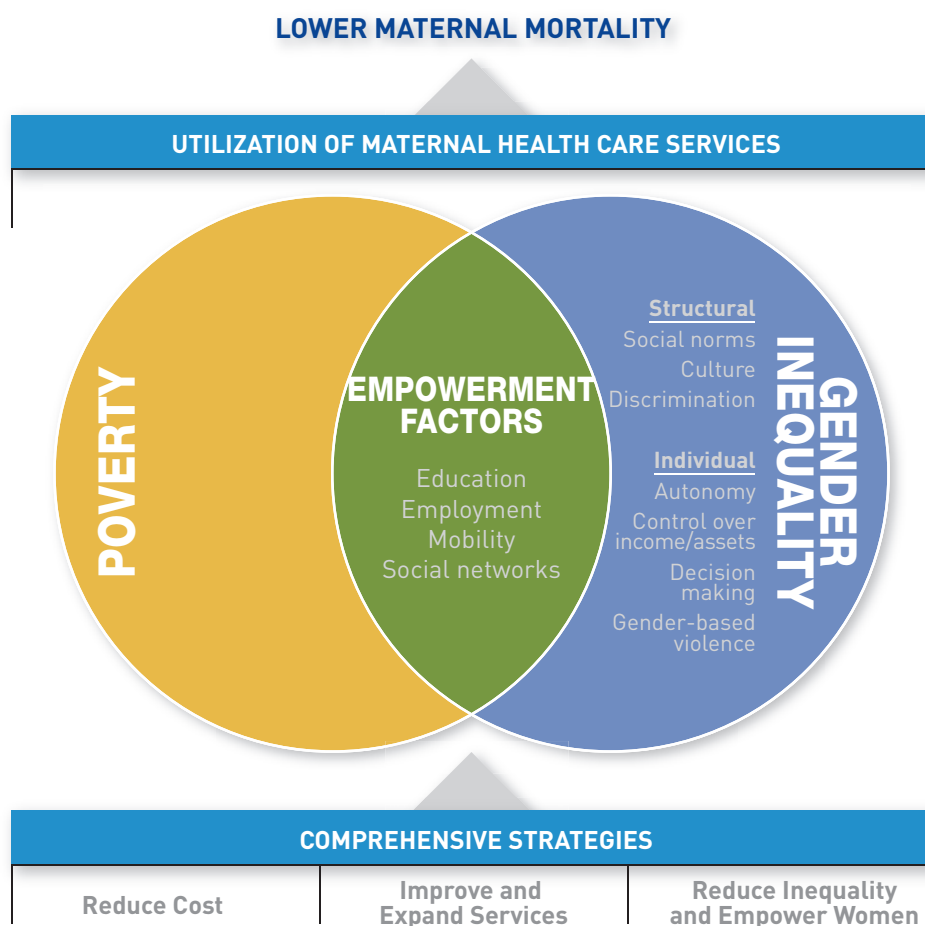 LOWER MATERNAL MORTALITY
UTILIZATION OF MATERNAL HEALTH CARE SERVICES
POVERTY
EMPOWERMENT
FACTORS
Education
Employment
Mobility
Social networks
Structural
Social norms
Culture
Discrimination
Individual
Autonomy
Control over
income/assets
Decision
making
Gender-based
violence
GENDER
INEQUALITY
COMPREHENSIVE STRATEGIES
Reduce Cost
Improve and
Expand Services
Reduce Inequality
and Empower Women